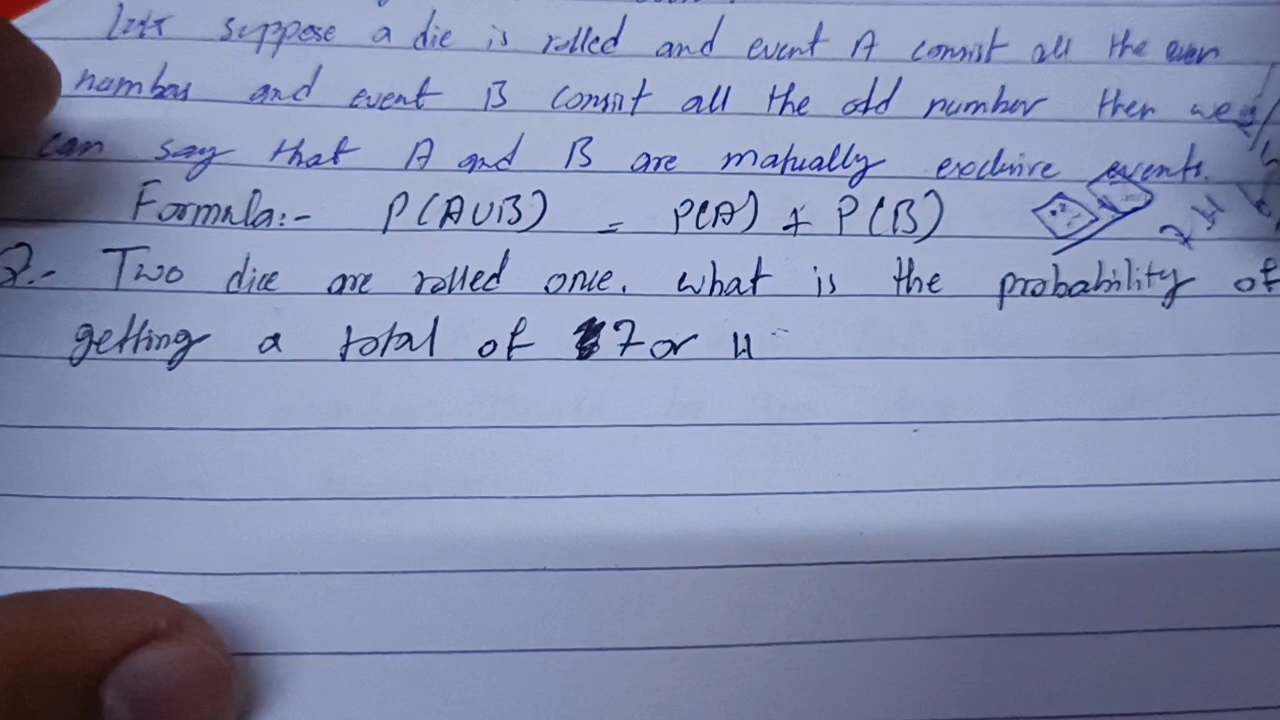 Lets suppose a die is rolled and event A consist all the even
numbers and event B consist all the odd number then we
can say that A and B are matually exclusive events.
Formula:- P(AUB) = P(A) + P(B)
Q.- Two dice are rolled once. what is the probability of
getting a total of 7 or 4